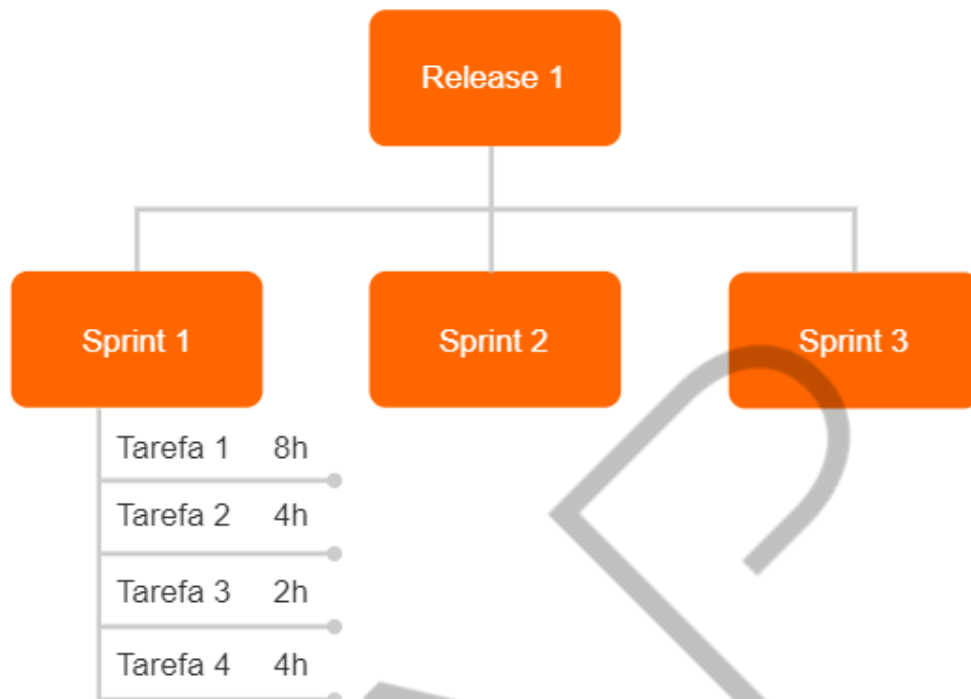 Release 1
Sprint 1
Sprint 2
Sprint 3
Tarefa 1 8h
Tarefa 2 4h
Tarefa 3 2h
Tarefa 4 4h